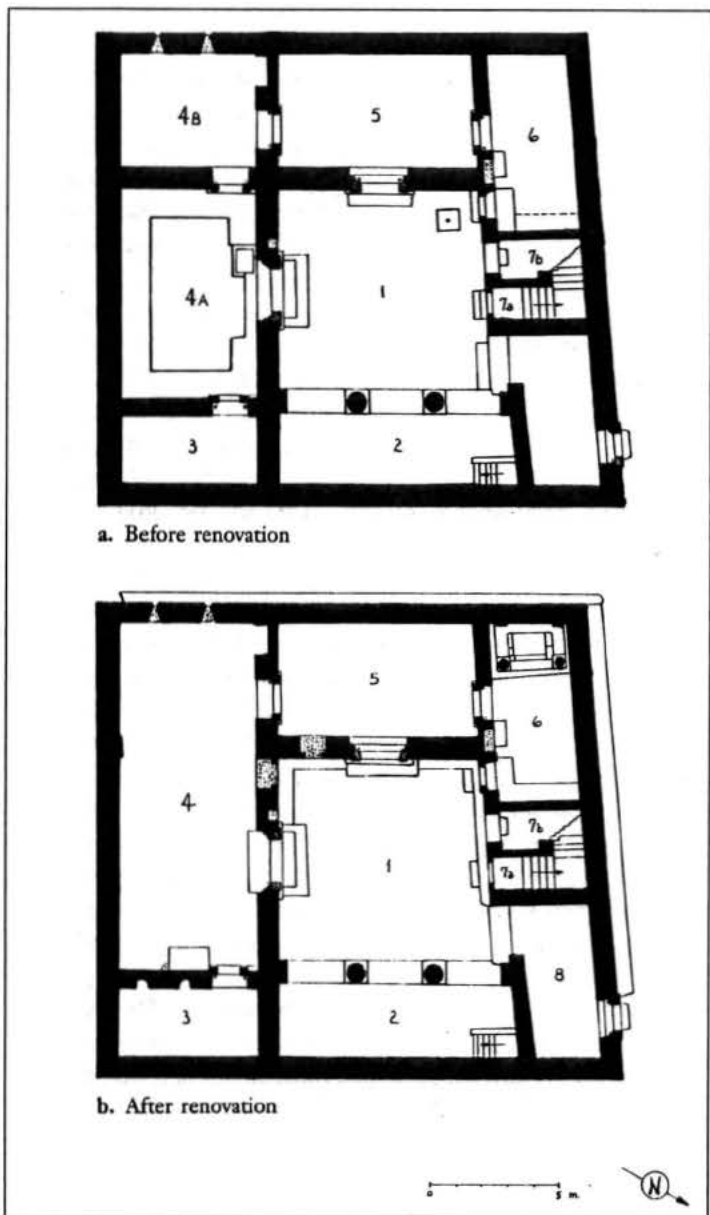 4B 5 6
4A 1 7b
7a
3 2
a. Before renovation
5 6
4 1 7b
7a
8
3 2
b. After renovation
0 5 m.
N